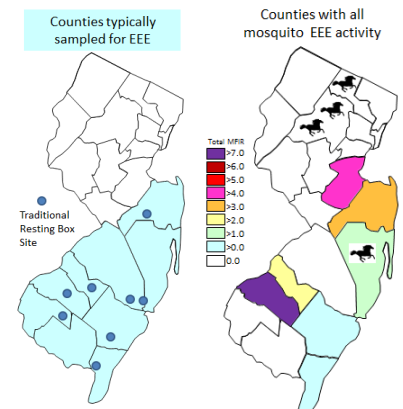 Counties typically
sampled for EEE
Counties with all
mosquito EEE activity
Traditional
Resting Box
Site
Total MFIR
>7.0
>6.0
>5.0
>4.0
>3.0
>2.0
>1.0
>0.0
0.0